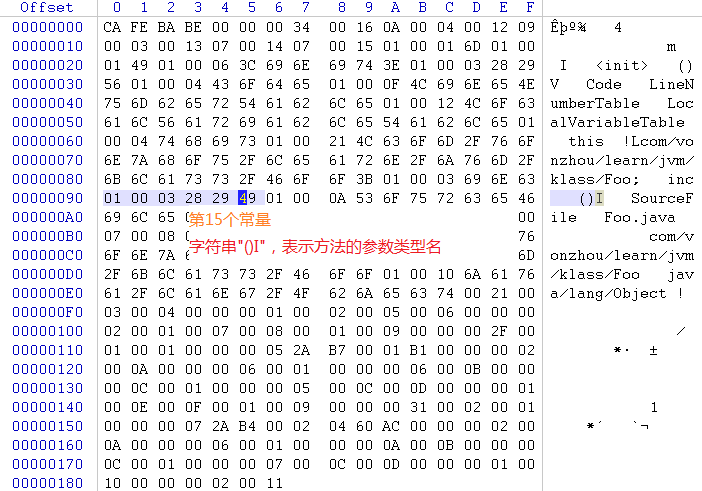 Offset 0 1 2 3 4 5 6 7 8 9 A B C D E F
00000000 CA FE BA BE 00 00 00 34 00 16 0A 00 04 00 12 09 Êþº¾ 4
00000010 00 03 00 13 07 00 14 07 00 15 01 00 01 6D 01 00 m
00000020 01 49 01 00 06 3C 69 6E 69 74 3E 01 00 03 28 29 I <init> ()
00000030 56 01 00 04 43 6F 64 65 01 00 0F 4C 69 6E 65 4E V Code LineN
00000040 75 6D 62 65 72 54 61 62 6C 65 01 00 12 4C 6F 63 umberTable Loc
00000050 61 6C 56 61 72 69 61 62 6C 65 54 61 62 6C 65 01 alVariableTable
00000060 00 04 74 68 69 73 01 00 21 4C 63 6F 6D 2F 76 6F this !Lcom/vo
00000070 6E 7A 68 6F 75 2F 6C 65 61 72 6E 2F 6A 76 6D 2F nzhou/learn/jvm/
00000080 6B 6C 61 73 73 2F 46 6F 6F 3B 01 00 03 69 6E 63 klass/Foo; inc
00000090 01 00 03 28 29 49 01 00 0A 53 6F 75 72 63 65 46 ()I SourceF
000000A0 69 6C 65 00 ile Foo.java
第15个常量
000000B0 07 00 08 76 com/v
字符串"()I"，表示方法的参数类型名
000000C0 6F 6E 7A 6D onzhou/learn/jvm
000000D0 2F 6B 6C 61 73 73 2F 46 6F 6F 01 00 10 6A 61 76 /klass/Foo jav
000000E0 61 2F 6C 61 6E 67 2F 4F 62 6A 65 63 74 00 21 00 a/lang/Object !
000000F0 03 00 04 00 00 00 01 00 02 00 05 00 06 00 00 00
00000100 02 00 01 00 07 00 08 00 01 00 09 00 00 00 2F 00 /
00000110 01 00 01 00 00 00 05 2A B7 00 01 B1 00 00 00 02 *· ±
00000120 00 0A 00 00 00 06 00 01 00 00 00 06 00 0B 00 00
00000130 00 0C 00 01 00 00 00 05 00 0C 00 0D 00 00 00 01
00000140 00 0E 00 0F 00 01 00 09 00 00 00 31 00 02 00 01 1
00000150 00 00 00 07 2A B4 00 02 04 60 AC 00 00 00 02 00 *´ `¬
00000160 0A 00 00 00 06 00 01 00 00 00 0A 00 0B 00 00 00
00000170 0C 00 01 00 00 00 07 00 0C 00 0D 00 00 01 00
00000180 10 00 00 00 02 00 11